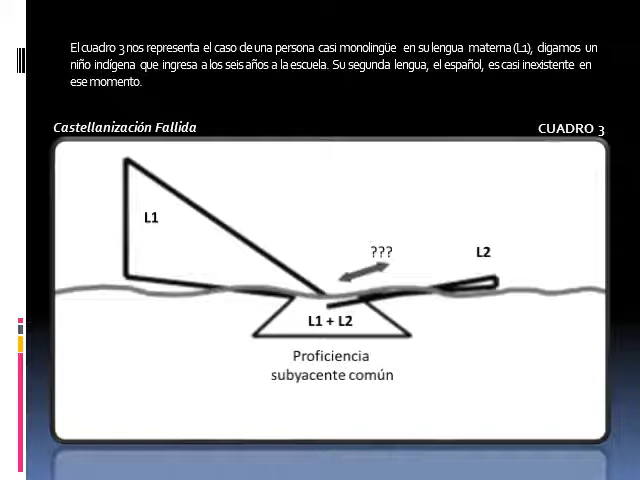 El cuadro 3 nos representa el caso de una persona casi monolingüe en su lengua materna (L1), digamos un
niño indígena que ingresa a los seis años a la escuela. Su segunda lengua, el español, es casi inexistente en
ese momento.
Castellanización Fallida
CUADRO 3
L1
???
L2
L1 + L2
Proficiencia
subyacente común